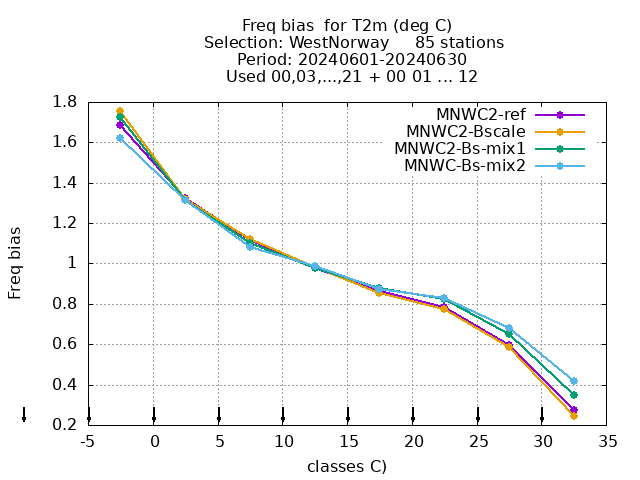 Freq bias  for T2m (deg C)
Selection: WestNorway     85 stations
Period: 20240601-20240630
Used 00,03,...,21 + 00 01 ... 12
MNWC2-ref
MNWC2-Bscale
MNWC2-Bs-mix1
MNWC-Bs-mix2
Freq bias
1.8
1.6
1.4
1.2
1
0.8
0.6
0.4
0.2
-5 0 5 10 15 20 25 30 35
classes C)